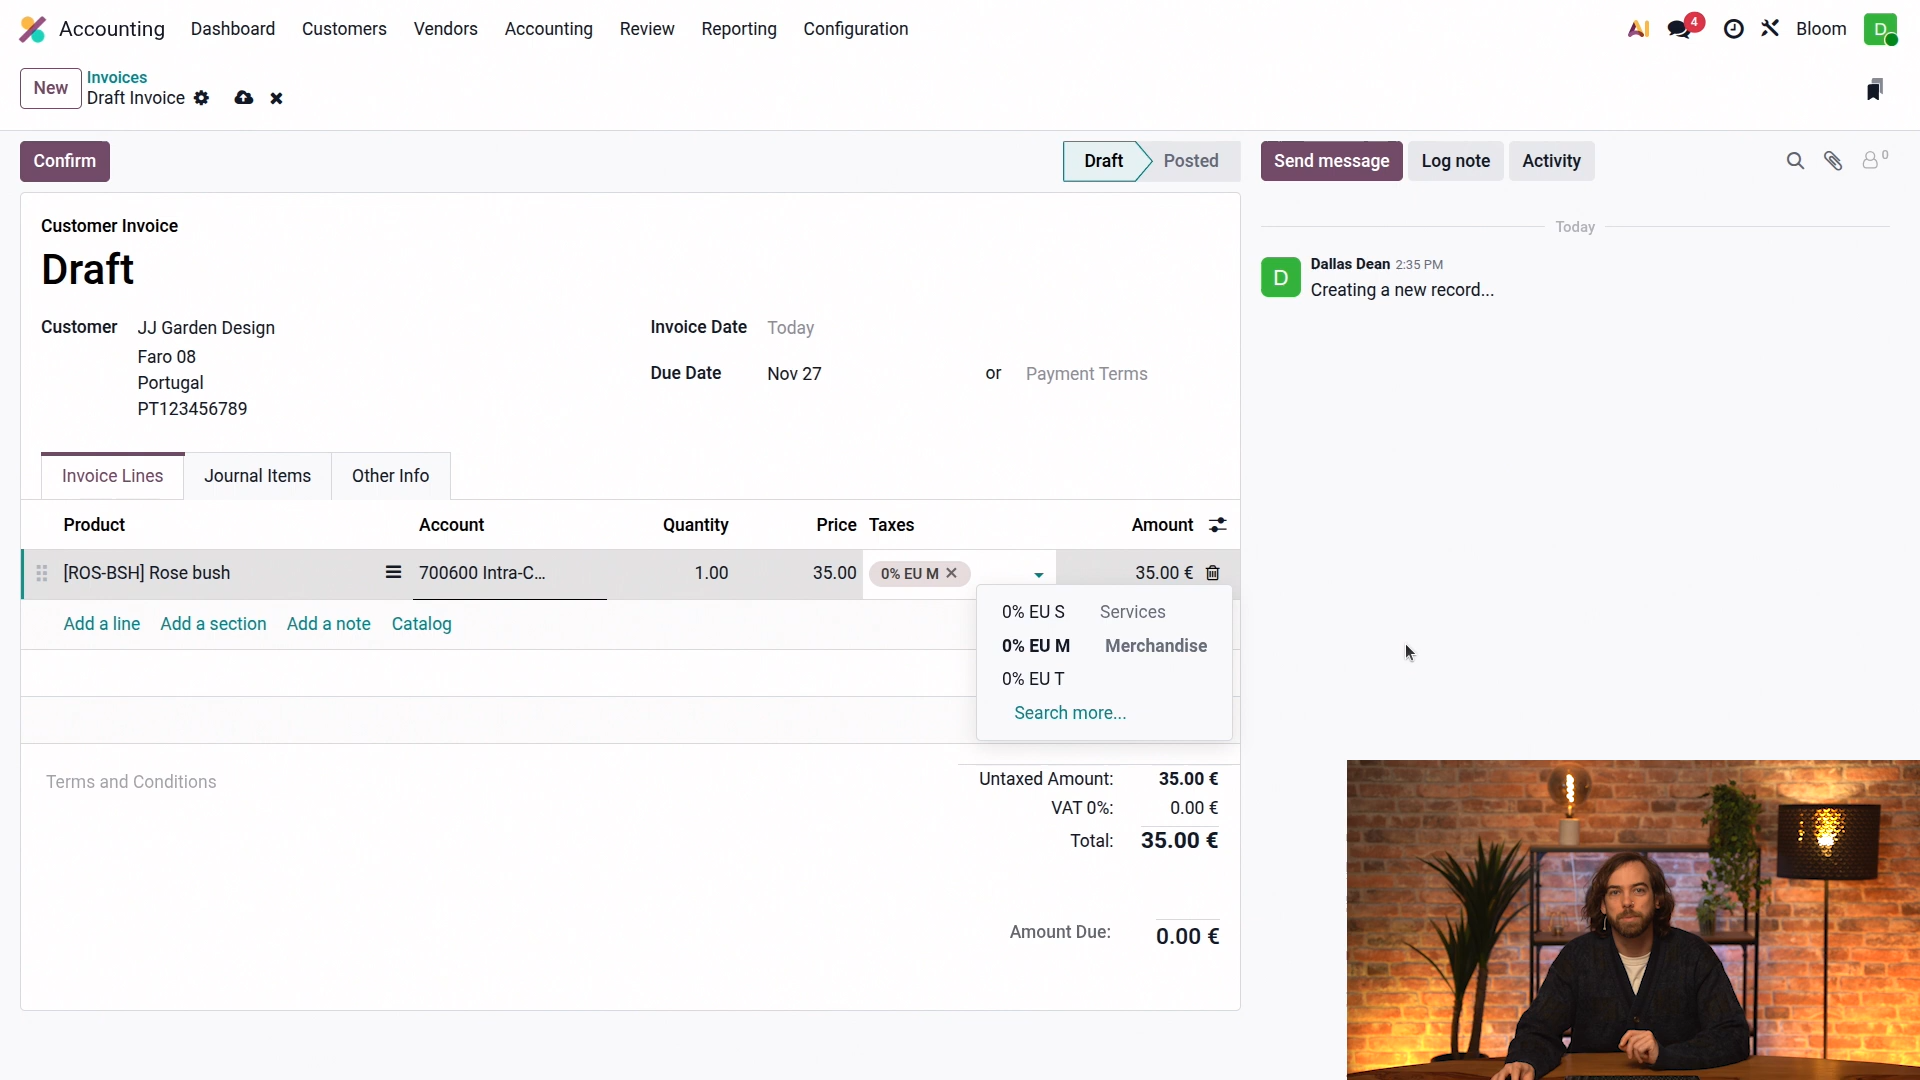 Accounting Dashboard Customers Vendors Accounting Review Reporting Configuration 4 Bloom D
New Invoices
Draft Invoice
Confirm Draft Posted Send message Log note Activity 0
Customer Invoice
Draft
Today
Dallas Dean 2:35 PM
D Creating a new record...
Customer JJ Garden Design Invoice Date Today
Faro 08
Portugal Due Date Nov 27 or Payment Terms
PT123456789
Invoice Lines Journal Items Other Info
Product Account Quantity Price Taxes Amount
[ROS-BSH] Rose bush 700600 Intra-C... 1.00 35.00 0% EU M 35.00 €
Add a line Add a section Add a note Catalog
0% EU S Services
0% EU M Merchandise
0% EU T
Search more...
Terms and Conditions
Untaxed Amount: 35.00 €
VAT 0%: 0.00 €
Total: 35.00 €
Amount Due: 0.00 €